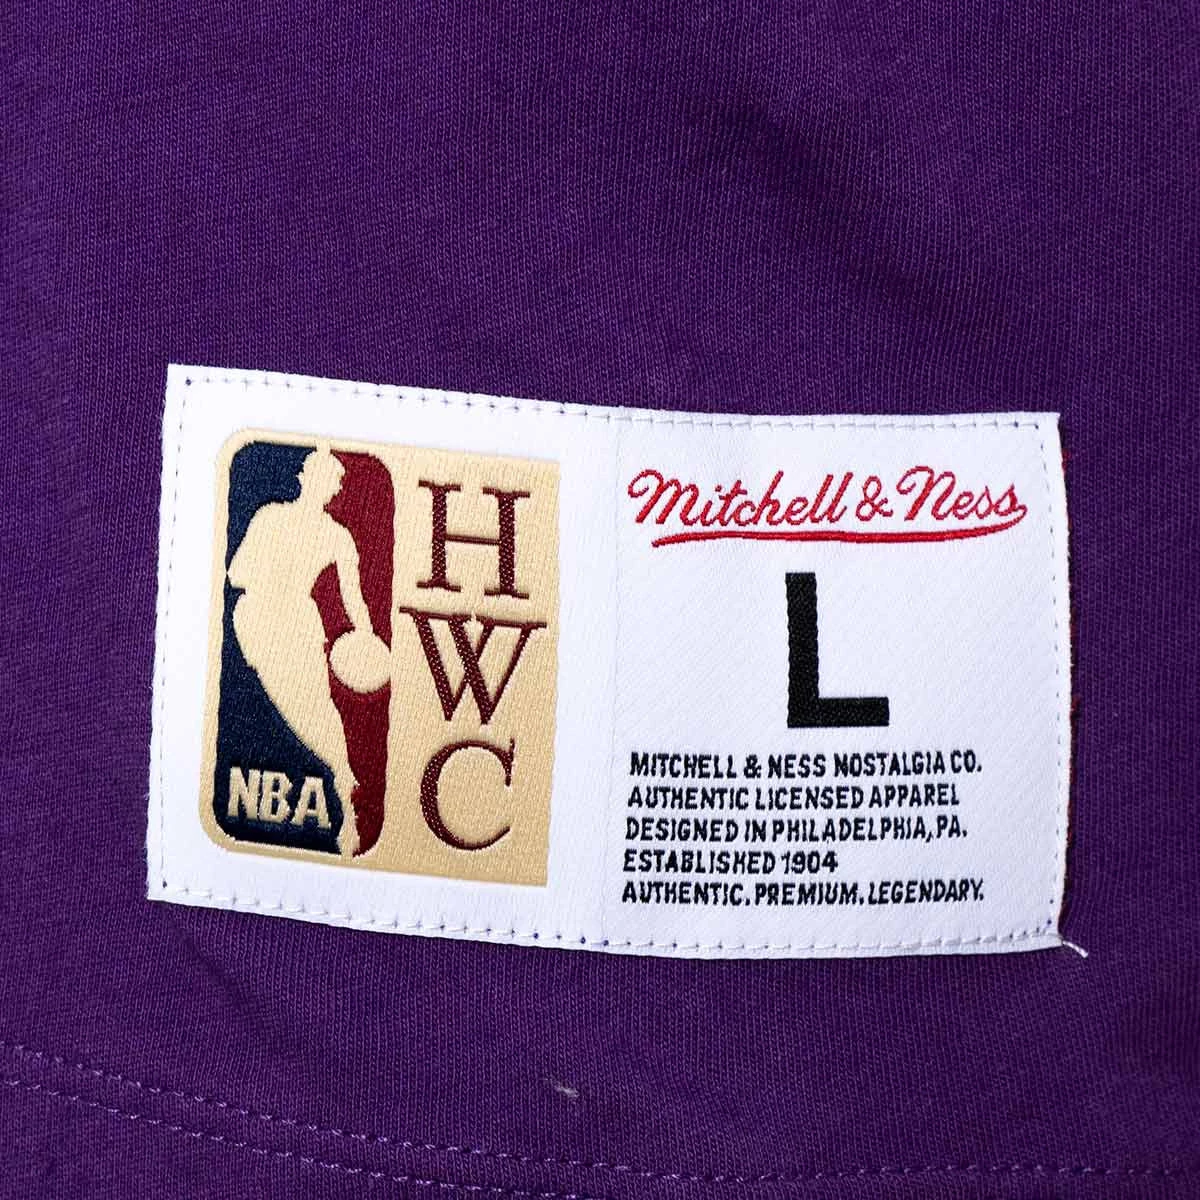 NBA
H
W
C
Mitchell & Ness
L
MITCHELL & NESS NOSTALGIA CO.
AUTHENTIC LICENSED APPAREL
DESIGNED IN PHILADELPHIA, PA.
ESTABLISHED 1904
AUTHENTIC. PREMIUM. LEGENDARY.